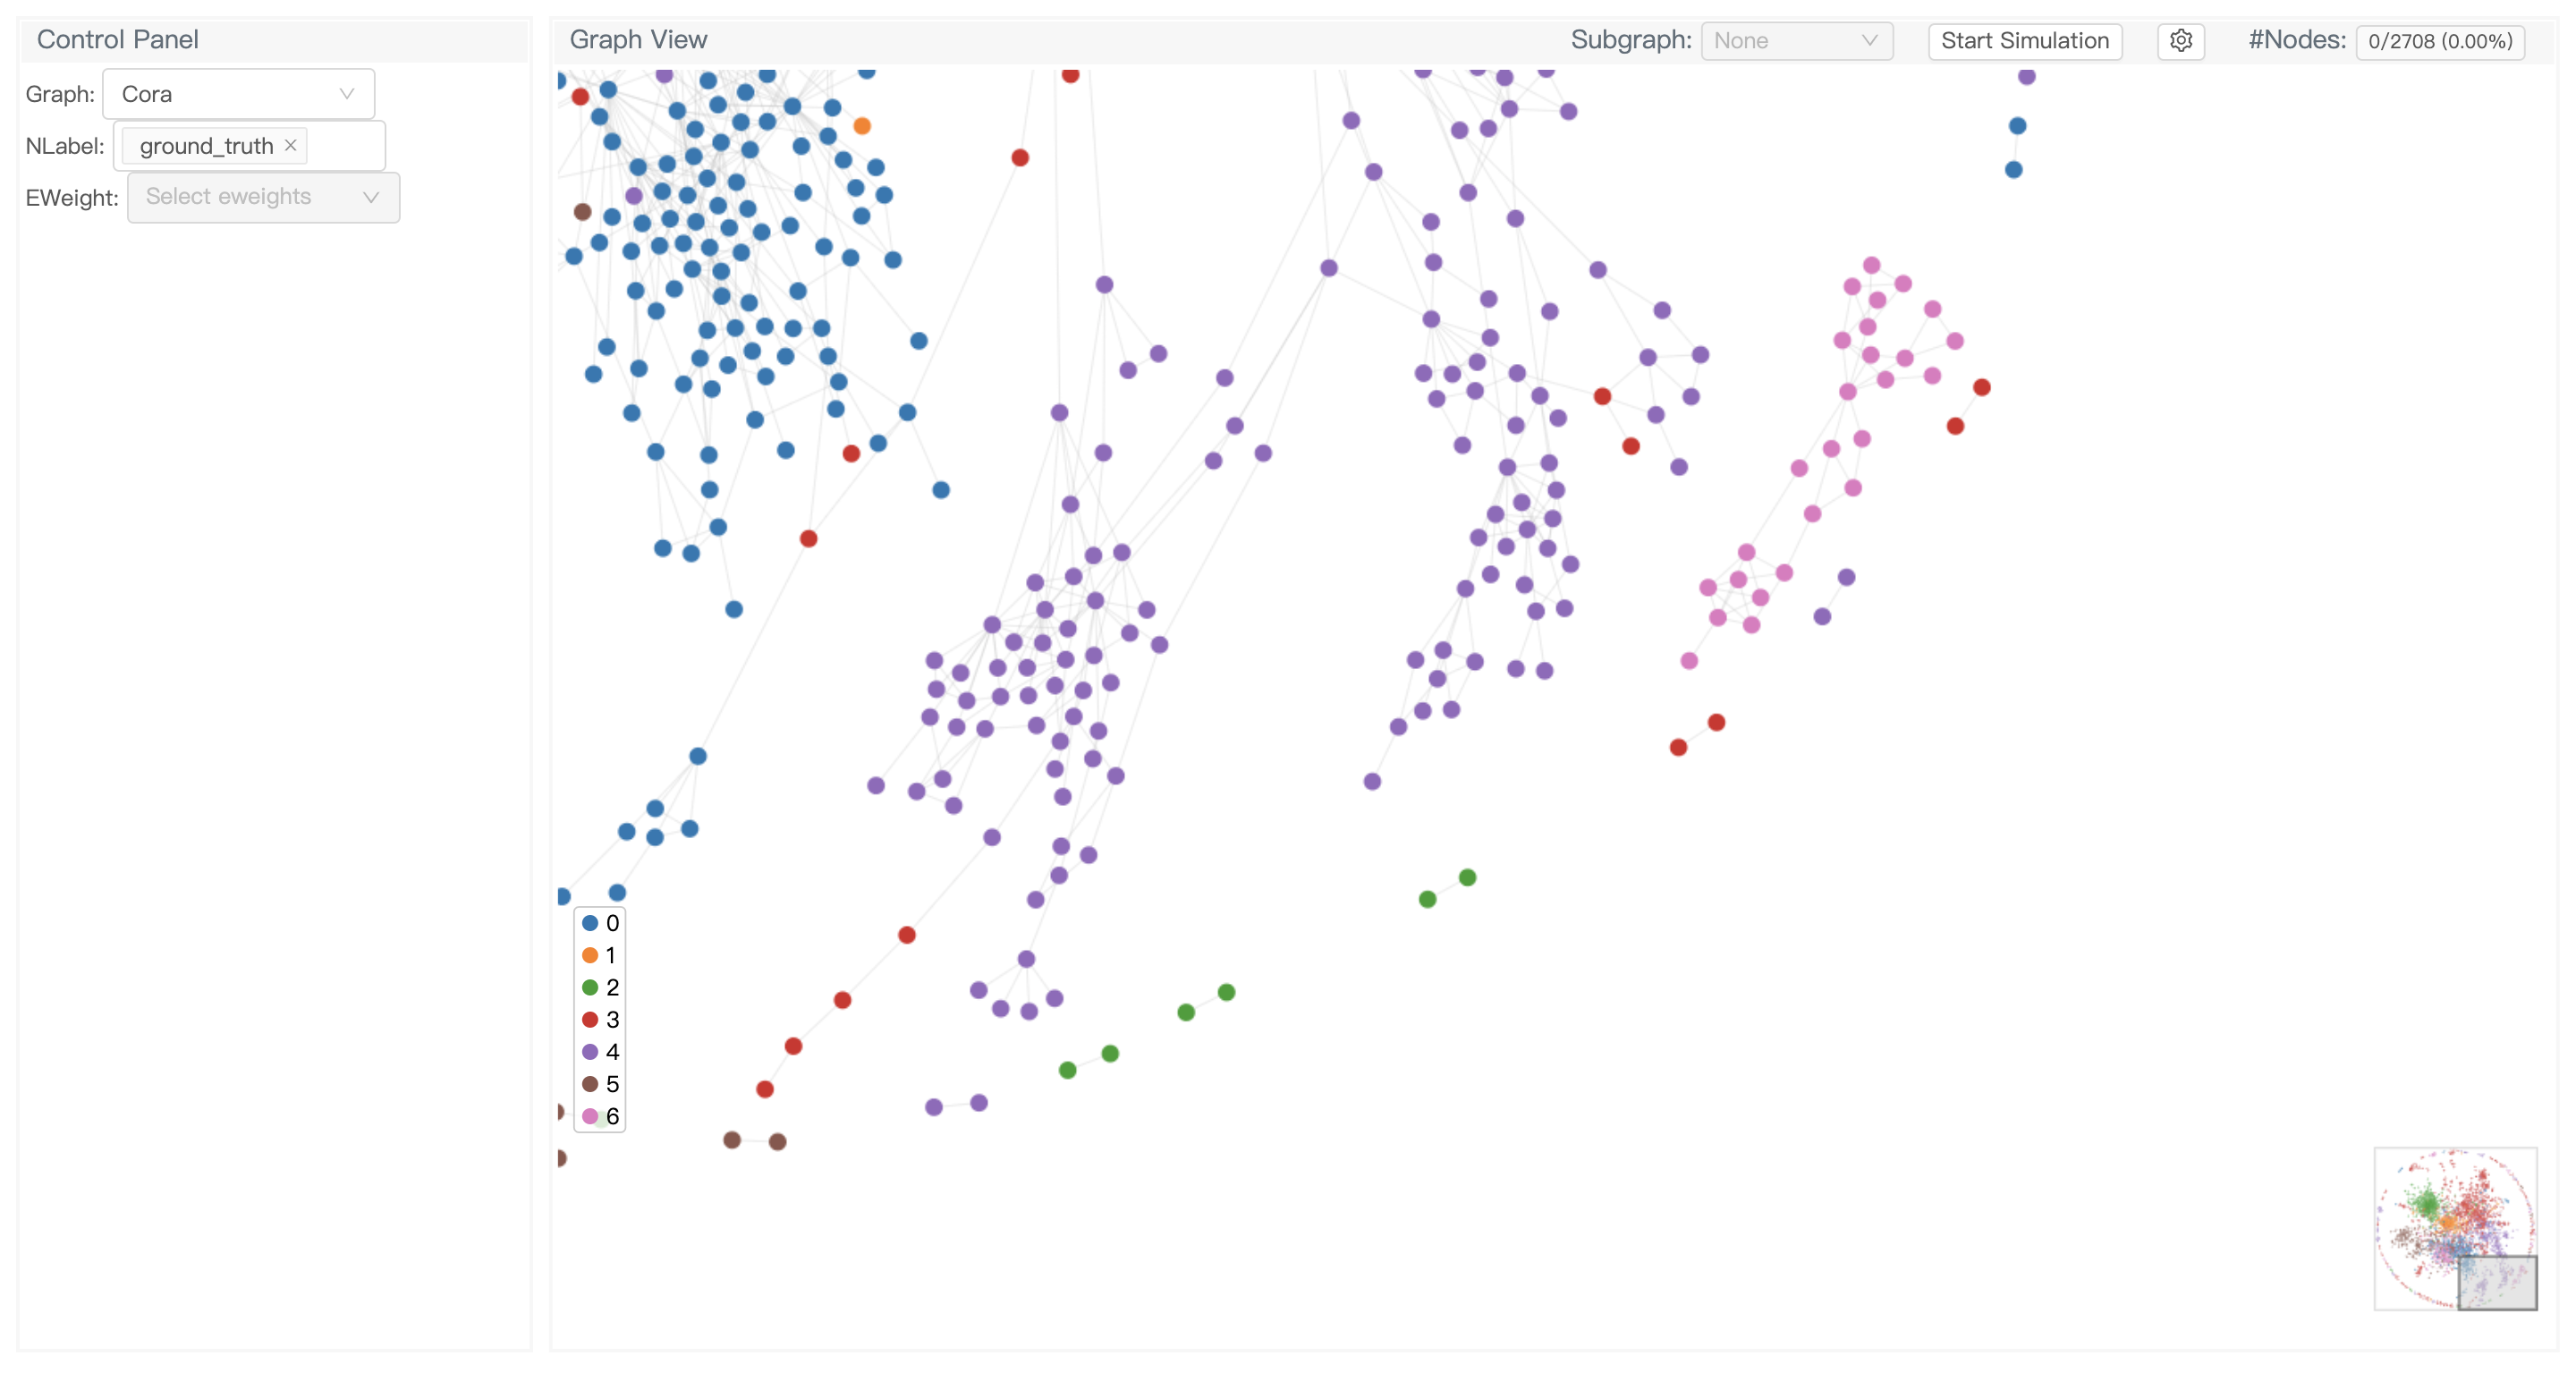 Control Panel
Graph: Cora
NLabel: ground_truth ×
EWeight: Select eweights
Graph View
Subgraph: None
Start Simulation
#Nodes: 0/2708 (0.00%)
0
1
2
3
4
5
6